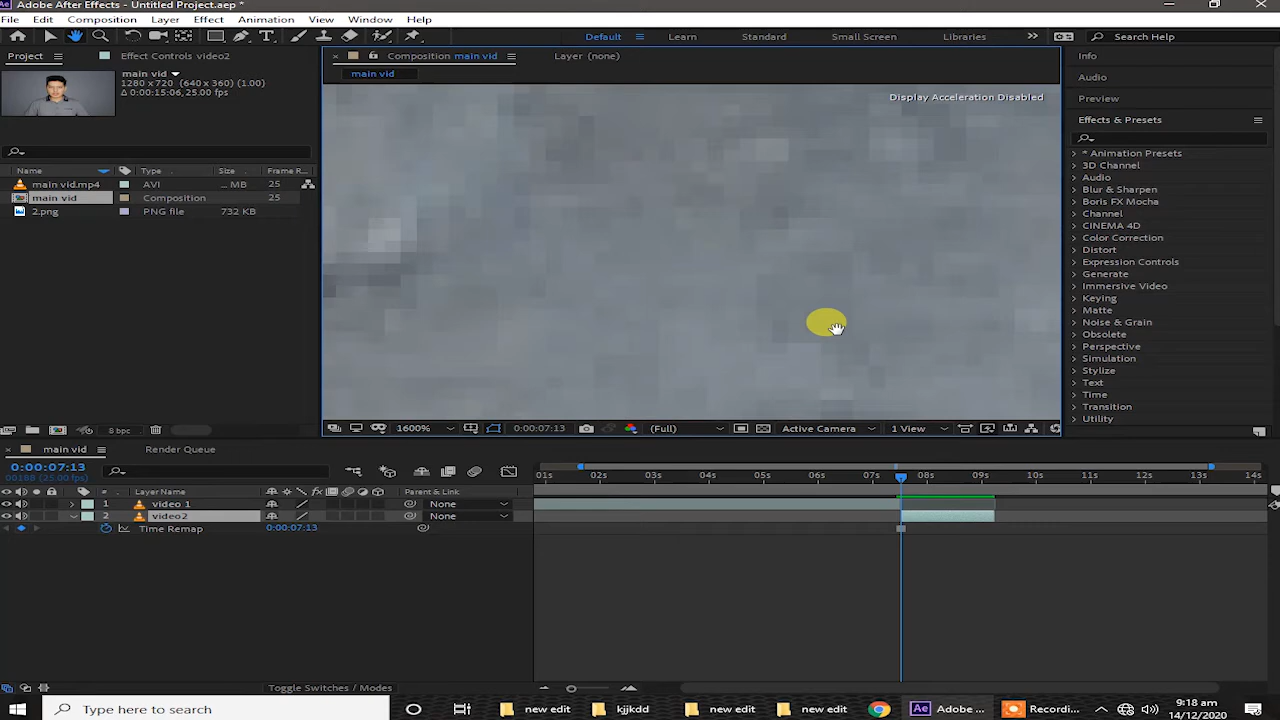 Adobe After Effects - Untitled Project.aep *
File Edit Composition Layer Effect Animation View Window Help
Default Learn Standard Small Screen Libraries Search Help
Project Effect Controls video2
Composition main vid Layer (none)
Info
main vid
1280 x 720 (640 x 360) (1.00)
Δ 0:00:15:06, 25.00 fps
main vid
Audio
Display Acceleration Disabled
Preview
Effects & Presets
Name Type Size Frame R...
main vid.mp4 AVI ... MB 25
main vid Composition 25
2.png PNG file 732 KB
* Animation Presets
3D Channel
Audio
Blur & Sharpen
Boris FX Mocha
Channel
CINEMA 4D
Color Correction
Distort
Expression Controls
Generate
Immersive Video
Keying
Matte
Noise & Grain
Obsolete
Perspective
Simulation
Stylize
Text
Time
Transition
Utility
8 bpc
1600% 0:00:07:13 (Full) Active Camera 1 View
main vid Render Queue
0:00:07:13
00188 (25.00 fps)
01s 02s 03s 04s 05s 06s 07s 08s 09s 10s 11s 12s 13s 14s
# Layer Name Parent & Link
1 video 1 None
2 video2 None
Time Remap 0:00:07:13
Toggle Switches / Modes
Type here to search
new edit kjjkdd new edit new edit Adobe ... Recordi...
9:18 am
14/12/2020